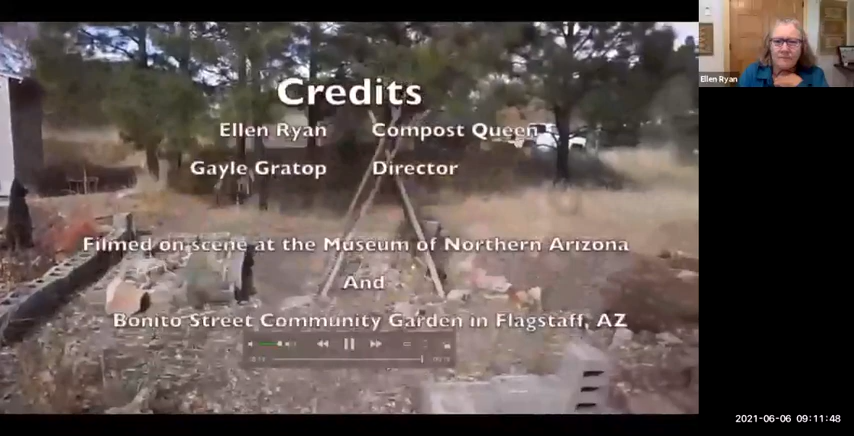 Credits
Ellen Ryan Compost Queen
Gayle Gratop Director
Filmed on scene at the Museum of Northern Arizona
And
Bonito Street Community Garden in Flagstaff, AZ
Ellen Ryan
2021-06-06 09:11:48